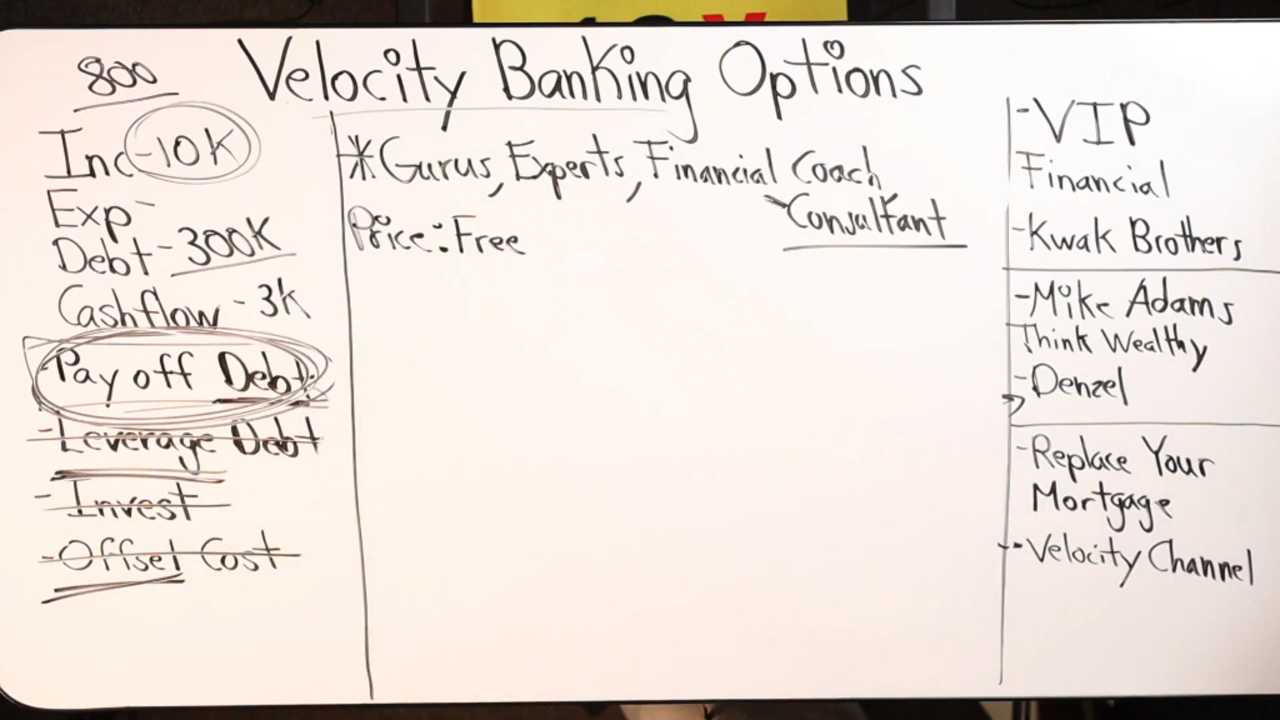 800
Velocity Banking Options
Inc-10K
Exp-
Debt-300K
Cashflow-3K
Pay off Debt
-Leverage Debt
-Invest
-Offset Cost
*Gurus, Experts, Financial Coach
Consultant
Price: Free
-VIP
Financial
-Kwak Brothers
-Mike Adams
Think Wealthy
-Denzel
-Replace Your
Mortgage
-Velocity Channel